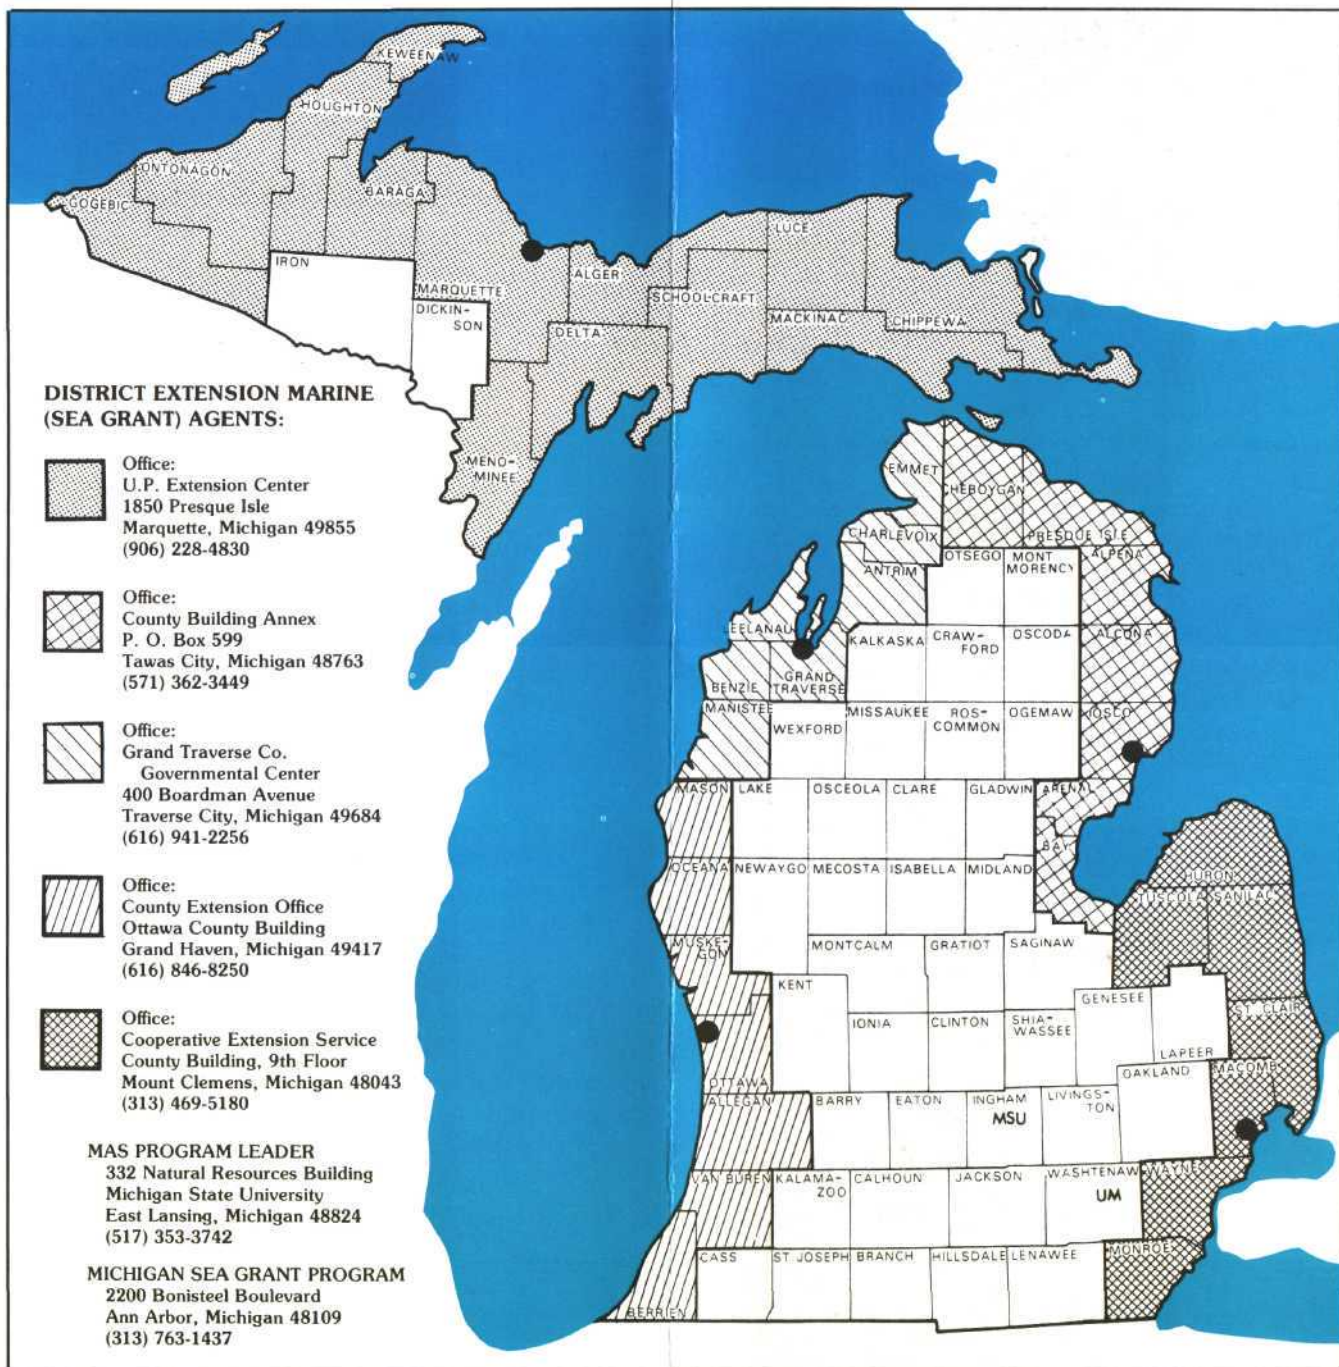 KEWEENAW
HOUGHTON
ONTONAGON
BARAGA
GOGEBIC
IRON
MARQUETTE
ALGER
LUCE
SCHOOLCRAFT
DICKIN-
SON
DELTA
MACKINAC
CHIPPEWA
MENO-
MINEE
DISTRICT EXTENSION MARINE
(SEA GRANT) AGENTS:
Office:
U.P. Extension Center
1850 Presque Isle
Marquette, Michigan 49855
(906) 228-4830
Office:
County Building Annex
P. O. Box 599
Tawas City, Michigan 48763
(571) 362-3449
Office:
Grand Traverse Co.
Governmental Center
400 Boardman Avenue
Traverse City, Michigan 49684
(616) 941-2256
Office:
County Extension Office
Ottawa County Building
Grand Haven, Michigan 49417
(616) 846-8250
Office:
Cooperative Extension Service
County Building, 9th Floor
Mount Clemens, Michigan 48043
(313) 469-5180
MAS PROGRAM LEADER
332 Natural Resources Building
Michigan State University
East Lansing, Michigan 48824
(517) 353-3742
MICHIGAN SEA GRANT PROGRAM
2200 Bonisteel Boulevard
Ann Arbor, Michigan 48109
(313) 763-1437
EMMET
CHEBOYGAN
PRESQUE ISLE
CHARLEVOIX
ANTRIM
OTSEGO
MONT
MORENCY
ALPENA
LEELANAU
KALKASKA
CRAW-
FORD
OSCODA
ALCONA
BENZIE
GRAND
TRAVERSE
MANISTEE
WEXFORD
MISSAUKEE
ROS-
COMMON
OGEMAW
IOSCO
MASON
LAKE
OSCEOLA
CLARE
GLADWIN
ARENAC
BAY
OCEANA
NEWAYGO
MECOSTA
ISABELLA
MIDLAND
HURON
TUSCOLA
SANILAC
MUSKE-
GON
MONTCALM
GRATIOT
SAGINAW
KENT
IONIA
CLINTON
SHIA-
WASSEE
GENESEE
LAPEER
ST. CLAIR
OTTAWA
ALLEGAN
BARRY
EATON
INGHAM
MSU
LIVINGS-
TON
OAKLAND
MACOMB
VAN BUREN
KALAMA-
ZOO
CALHOUN
JACKSON
WASHTENAW
UM
WAYNE
BERRIEN
CASS
ST JOSEPH
BRANCH
HILLSDALE
LENAWEE
MONROE